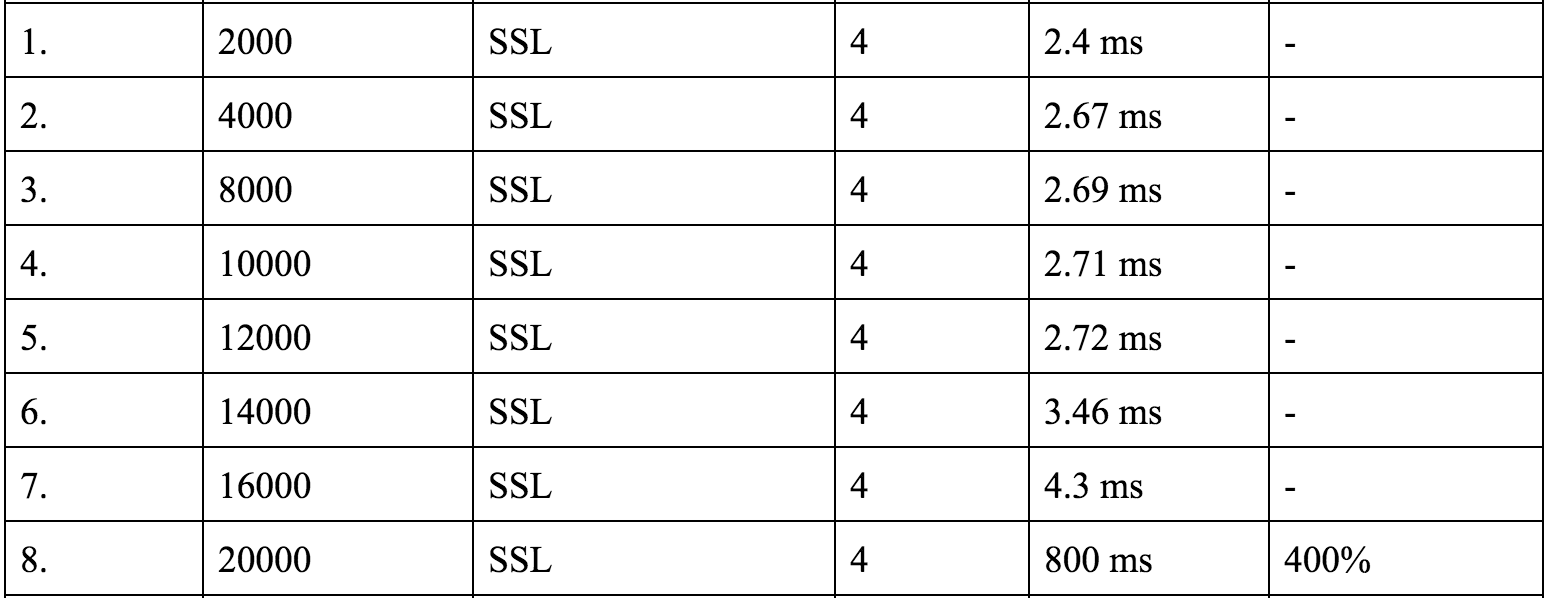 1. 2000 SSL 4 2.4 ms -
2. 4000 SSL 4 2.67 ms -
3. 8000 SSL 4 2.69 ms -
4. 10000 SSL 4 2.71 ms -
5. 12000 SSL 4 2.72 ms -
6. 14000 SSL 4 3.46 ms -
7. 16000 SSL 4 4.3 ms -
8. 20000 SSL 4 800 ms 400%